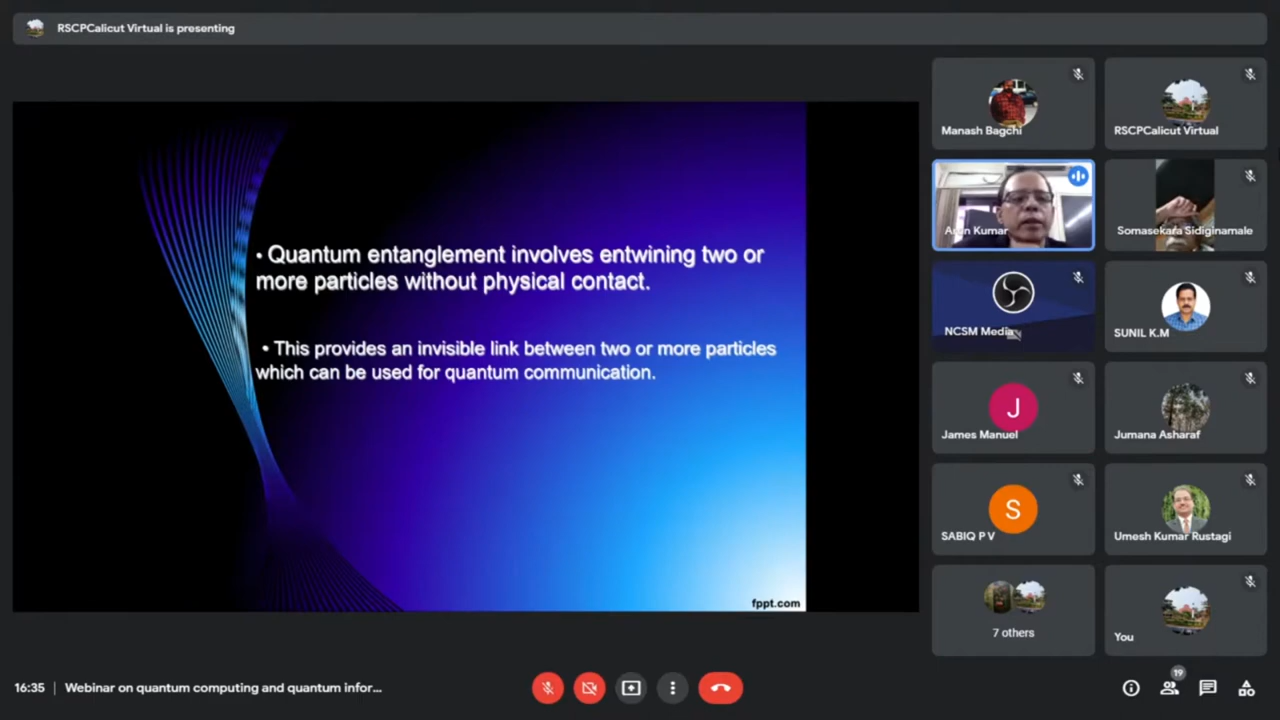 RSCPCalicut Virtual is presenting
• Quantum entanglement involves entwining two or
more particles without physical contact.
• This provides an invisible link between two or more particles
which can be used for quantum communication.
fppt.com
Manash Bagchi
RSCPCalicut Virtual
Arun Kumar
Somasekara Sidiginamale
NCSM Media
SUNIL K.M
J
James Manuel
Jumana Asharaf
S
SABIQ P V
Umesh Kumar Rustagi
7 others
You
16:35 | Webinar on quantum computing and quantum infor...
19